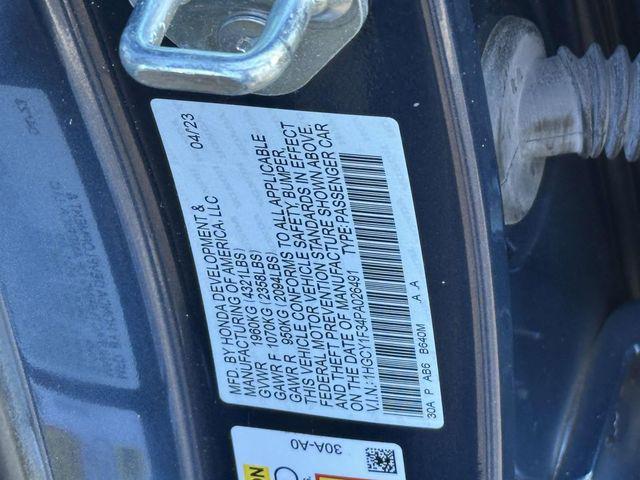 MFD. BY HONDA DEVELOPMENT &
MANUFACTURING OF AMERICA, LLC
04/23
GVWR 1960KG (4321LBS)
GAWR F 1070KG (2358LBS)
GAWR R 950KG (2094LBS)
THIS VEHICLE CONFORMS TO ALL APPLICABLE
FEDERAL MOTOR VEHICLE SAFETY, BUMPER,
AND THEFT PREVENTION STANDARDS IN EFFECT
ON THE DATE OF MANUFACTURE SHOWN ABOVE.
V.I.N.: 1HGCY1F34PA026491 TYPE: PASSENGER CAR
30A P AB6 B640M A A
30A-A0